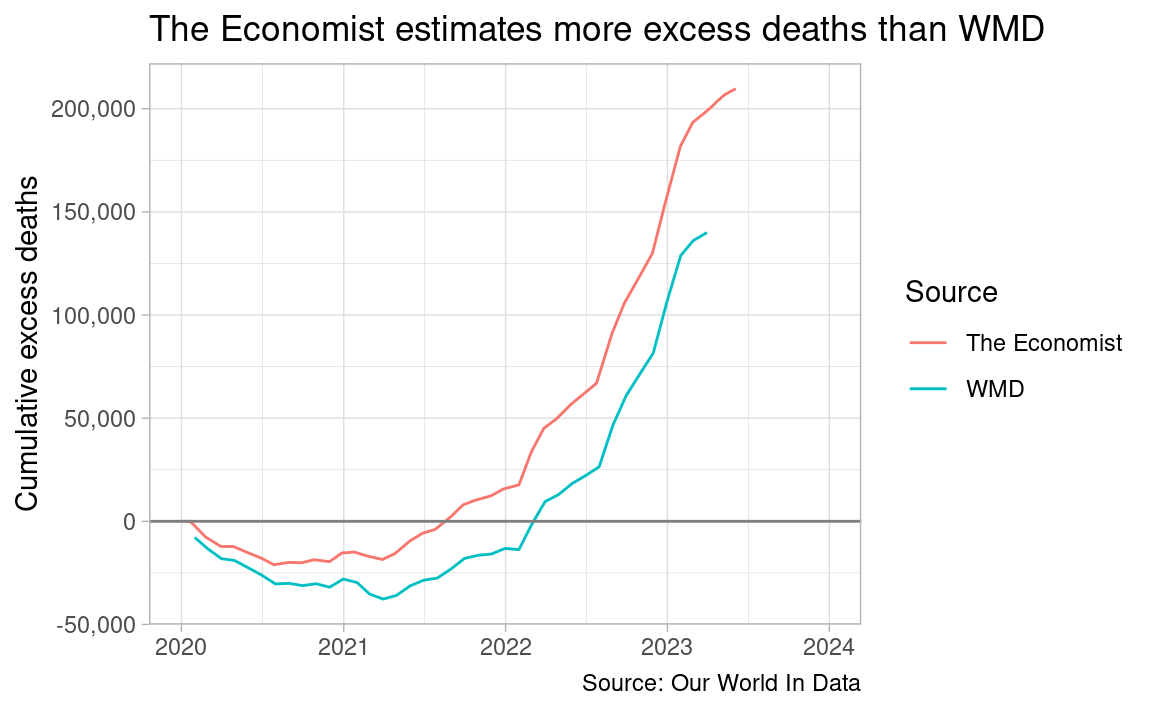 The Economist estimates more excess deaths than WMD
Cumulative excess deaths
200,000
150,000
100,000
50,000
0
-50,000
2020 2021 2022 2023 2024
Source
The Economist
WMD
Source: Our World In Data